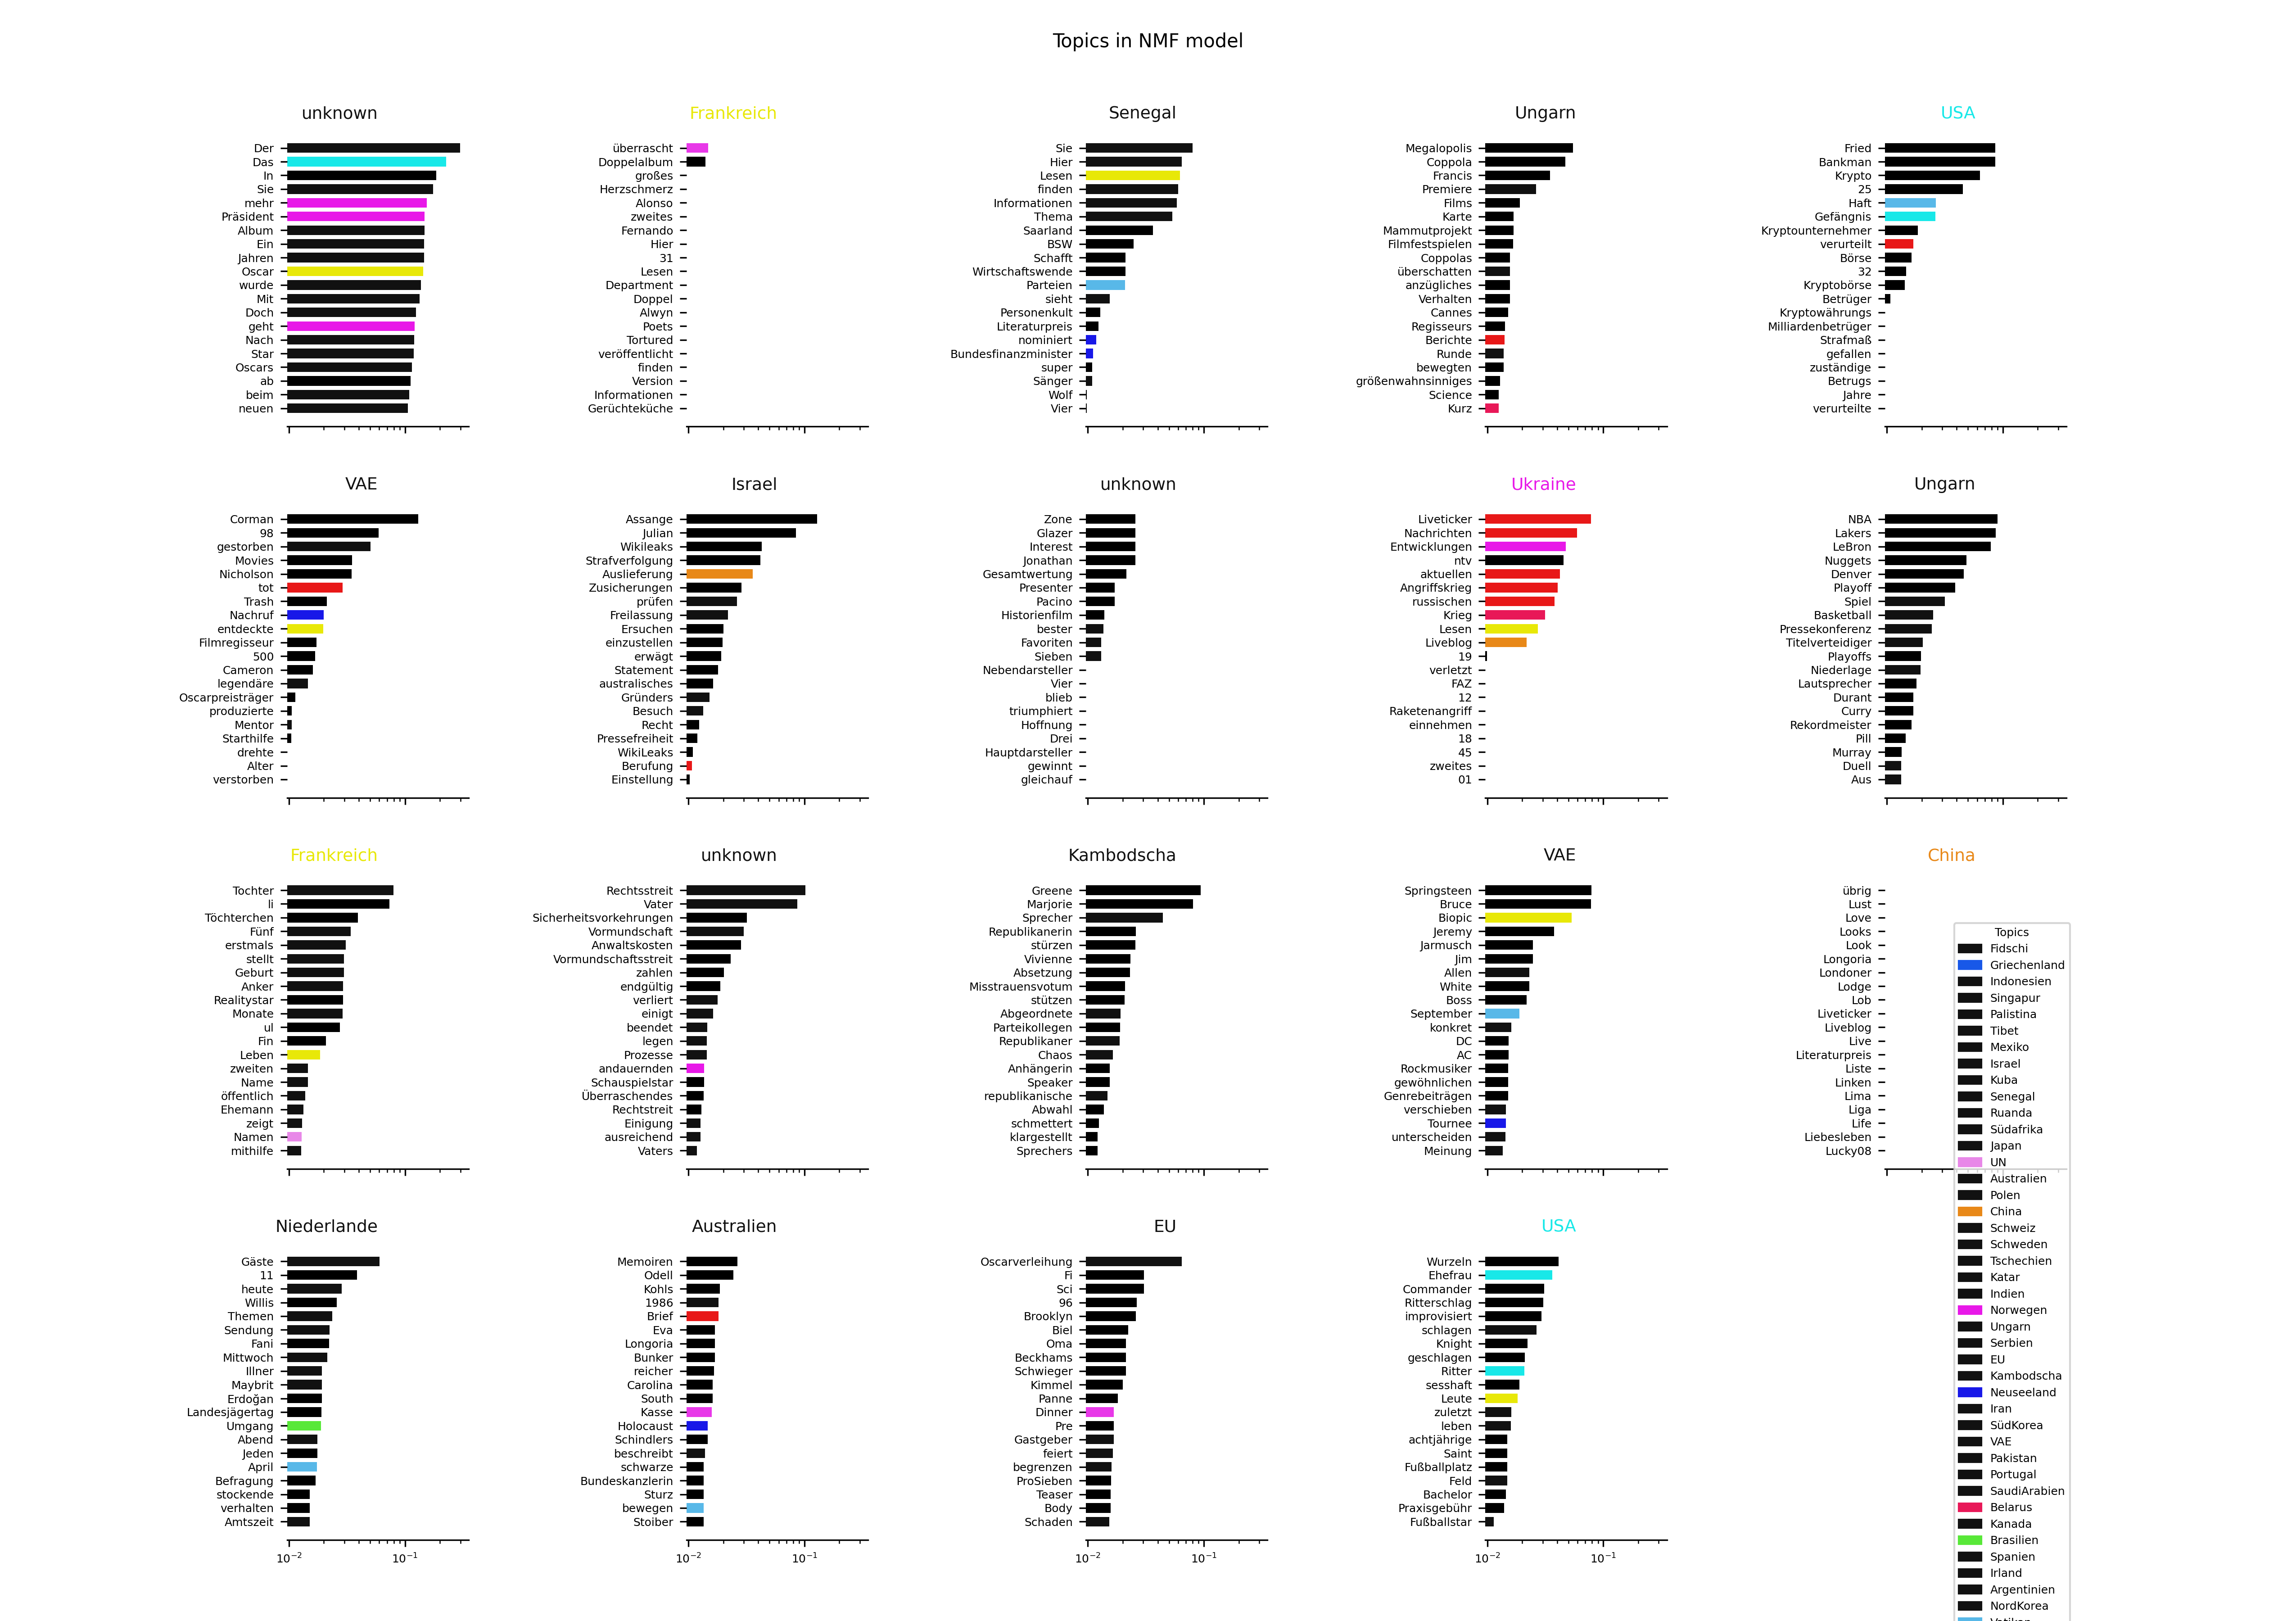 Topics in NMF model
unknown
Der
Das
In
Sie
mehr
Präsident
Album
Ein
Jahren
Oscar
wurde
Mit
Doch
geht
Nach
Star
Oscars
ab
beim
neuen
Frankreich
überrascht
Doppelalbum
großes
Herzschmerz
Alonso
zweites
Fernando
Hier
31
Lesen
Department
Doppel
Alwyn
Poets
Tortured
veröffentlicht
finden
Version
Informationen
Gerüchteküche
Senegal
Sie
Hier
Lesen
finden
Informationen
Thema
Saarland
BSW
Schafft
Wirtschaftswende
Parteien
sieht
Personenkult
Literaturpreis
nominiert
Bundesfinanzminister
super
Sänger
Wolf
Vier
Ungarn
Megalopolis
Coppola
Francis
Premiere
Films
Karte
Mammutprojekt
Filmfestspielen
Coppolas
überschatten
anzügliches
Verhalten
Cannes
Regisseurs
Berichte
Runde
bewegten
größenwahnsinniges
Science
Kurz
USA
Fried
Bankman
Krypto
25
Haft
Gefängnis
Kryptounternehmer
verurteilt
Börse
32
Kryptobörse
Betrüger
Kryptowährungs
Milliardenbetrüger
Strafmaß
gefallen
zuständige
Betrugs
Jahre
verurteilte
VAE
Corman
98
gestorben
Movies
Nicholson
tot
Trash
Nachruf
entdeckte
Filmregisseur
500
Cameron
legendäre
Oscarpreisträger
produzierte
Mentor
Starthilfe
drehte
Alter
verstorben
Israel
Assange
Julian
Wikileaks
Strafverfolgung
Auslieferung
Zusicherungen
prüfen
Freilassung
Ersuchen
einzustellen
erwägt
Statement
australisches
Gründers
Besuch
Recht
Pressefreiheit
WikiLeaks
Berufung
Einstellung
unknown
Zone
Glazer
Interest
Jonathan
Gesamtwertung
Presenter
Pacino
Historienfilm
bester
Favoriten
Sieben
Nebendarsteller
Vier
blieb
triumphiert
Hoffnung
Drei
Hauptdarsteller
gewinnt
gleichauf
Ukraine
Liveticker
Nachrichten
Entwicklungen
ntv
aktuellen
Angriffskrieg
russischen
Krieg
Lesen
Liveblog
19
verletzt
FAZ
12
Raketenangriff
einnehmen
18
45
zweites
01
Ungarn
NBA
Lakers
LeBron
Nuggets
Denver
Playoff
Spiel
Basketball
Pressekonferenz
Titelverteidiger
Playoffs
Niederlage
Lautsprecher
Durant
Curry
Rekordmeister
Pill
Murray
Duell
Aus
Frankreich
Tochter
li
Töchterchen
Fünf
erstmals
stellt
Geburt
Anker
Realitystar
Monate
ul
Fin
Leben
zweiten
Name
öffentlich
Ehemann
zeigt
Namen
mithilfe
unknown
Rechtsstreit
Vater
Sicherheitsvorkehrungen
Vormundschaft
Anwaltskosten
Vormundschaftsstreit
zahlen
endgültig
verliert
einigt
beendet
legen
Prozesse
andauernden
Schauspielstar
Überraschendes
Rechtstreit
Einigung
ausreichend
Vaters
Kambodscha
Greene
Marjorie
Sprecher
Republikanerin
stürzen
Vivienne
Absetzung
Misstrauensvotum
stützen
Abgeordnete
Parteikollegen
Republikaner
Chaos
Anhängerin
Speaker
republikanische
Abwahl
schmettert
klargestellt
Sprechers
VAE
Springsteen
Bruce
Biopic
Jeremy
Jarmusch
Jim
Allen
White
Boss
September
konkret
DC
AC
Rockmusiker
gewöhnlichen
Genrebeiträgen
verschieben
Tournee
unterscheiden
Meinung
China
übrig
Lust
Love
Looks
Look
Longoria
Londoner
Lodge
Lob
Liveticker
Liveblog
Live
Literaturpreis
Liste
Linken
Lima
Liga
Life
Liebesleben
Lucky08
Niederlande
Gäste
11
heute
Willis
Themen
Sendung
Fani
Mittwoch
Illner
Maybrit
Erdoğan
Landesjägertag
Umgang
Abend
Jeden
April
Befragung
stockende
verhalten
Amtszeit
10⁻²
10⁻¹
Australien
Memoiren
Odell
Kohls
1986
Brief
Eva
Longoria
Bunker
reicher
Carolina
South
Kasse
Holocaust
Schindlers
beschreibt
schwarze
Bundeskanzlerin
Sturz
bewegen
Stoiber
10⁻²
10⁻¹
EU
Oscarverleihung
Fi
Sci
96
Brooklyn
Biel
Oma
Beckhams
Schwieger
Kimmel
Panne
Dinner
Pre
Gastgeber
feiert
begrenzen
ProSieben
Teaser
Body
Schaden
10⁻²
10⁻¹
USA
Wurzeln
Ehefrau
Commander
Ritterschlag
improvisiert
schlagen
Knight
geschlagen
Ritter
sesshaft
Leute
zuletzt
leben
achtjährige
Saint
Fußballplatz
Feld
Bachelor
Praxisgebühr
Fußballstar
10⁻²
10⁻¹
Topics
Fidschi
Griechenland
Indonesien
Singapur
Palistina
Tibet
Mexiko
Israel
Kuba
Senegal
Ruanda
Südafrika
Japan
UN
Australien
Polen
China
Schweiz
Schweden
Tschechien
Katar
Indien
Norwegen
Ungarn
Serbien
EU
Kambodscha
Neuseeland
Iran
SüdKorea
VAE
Pakistan
Portugal
SaudiArabien
Belarus
Kanada
Brasilien
Spanien
Irland
Argentinien
NordKorea